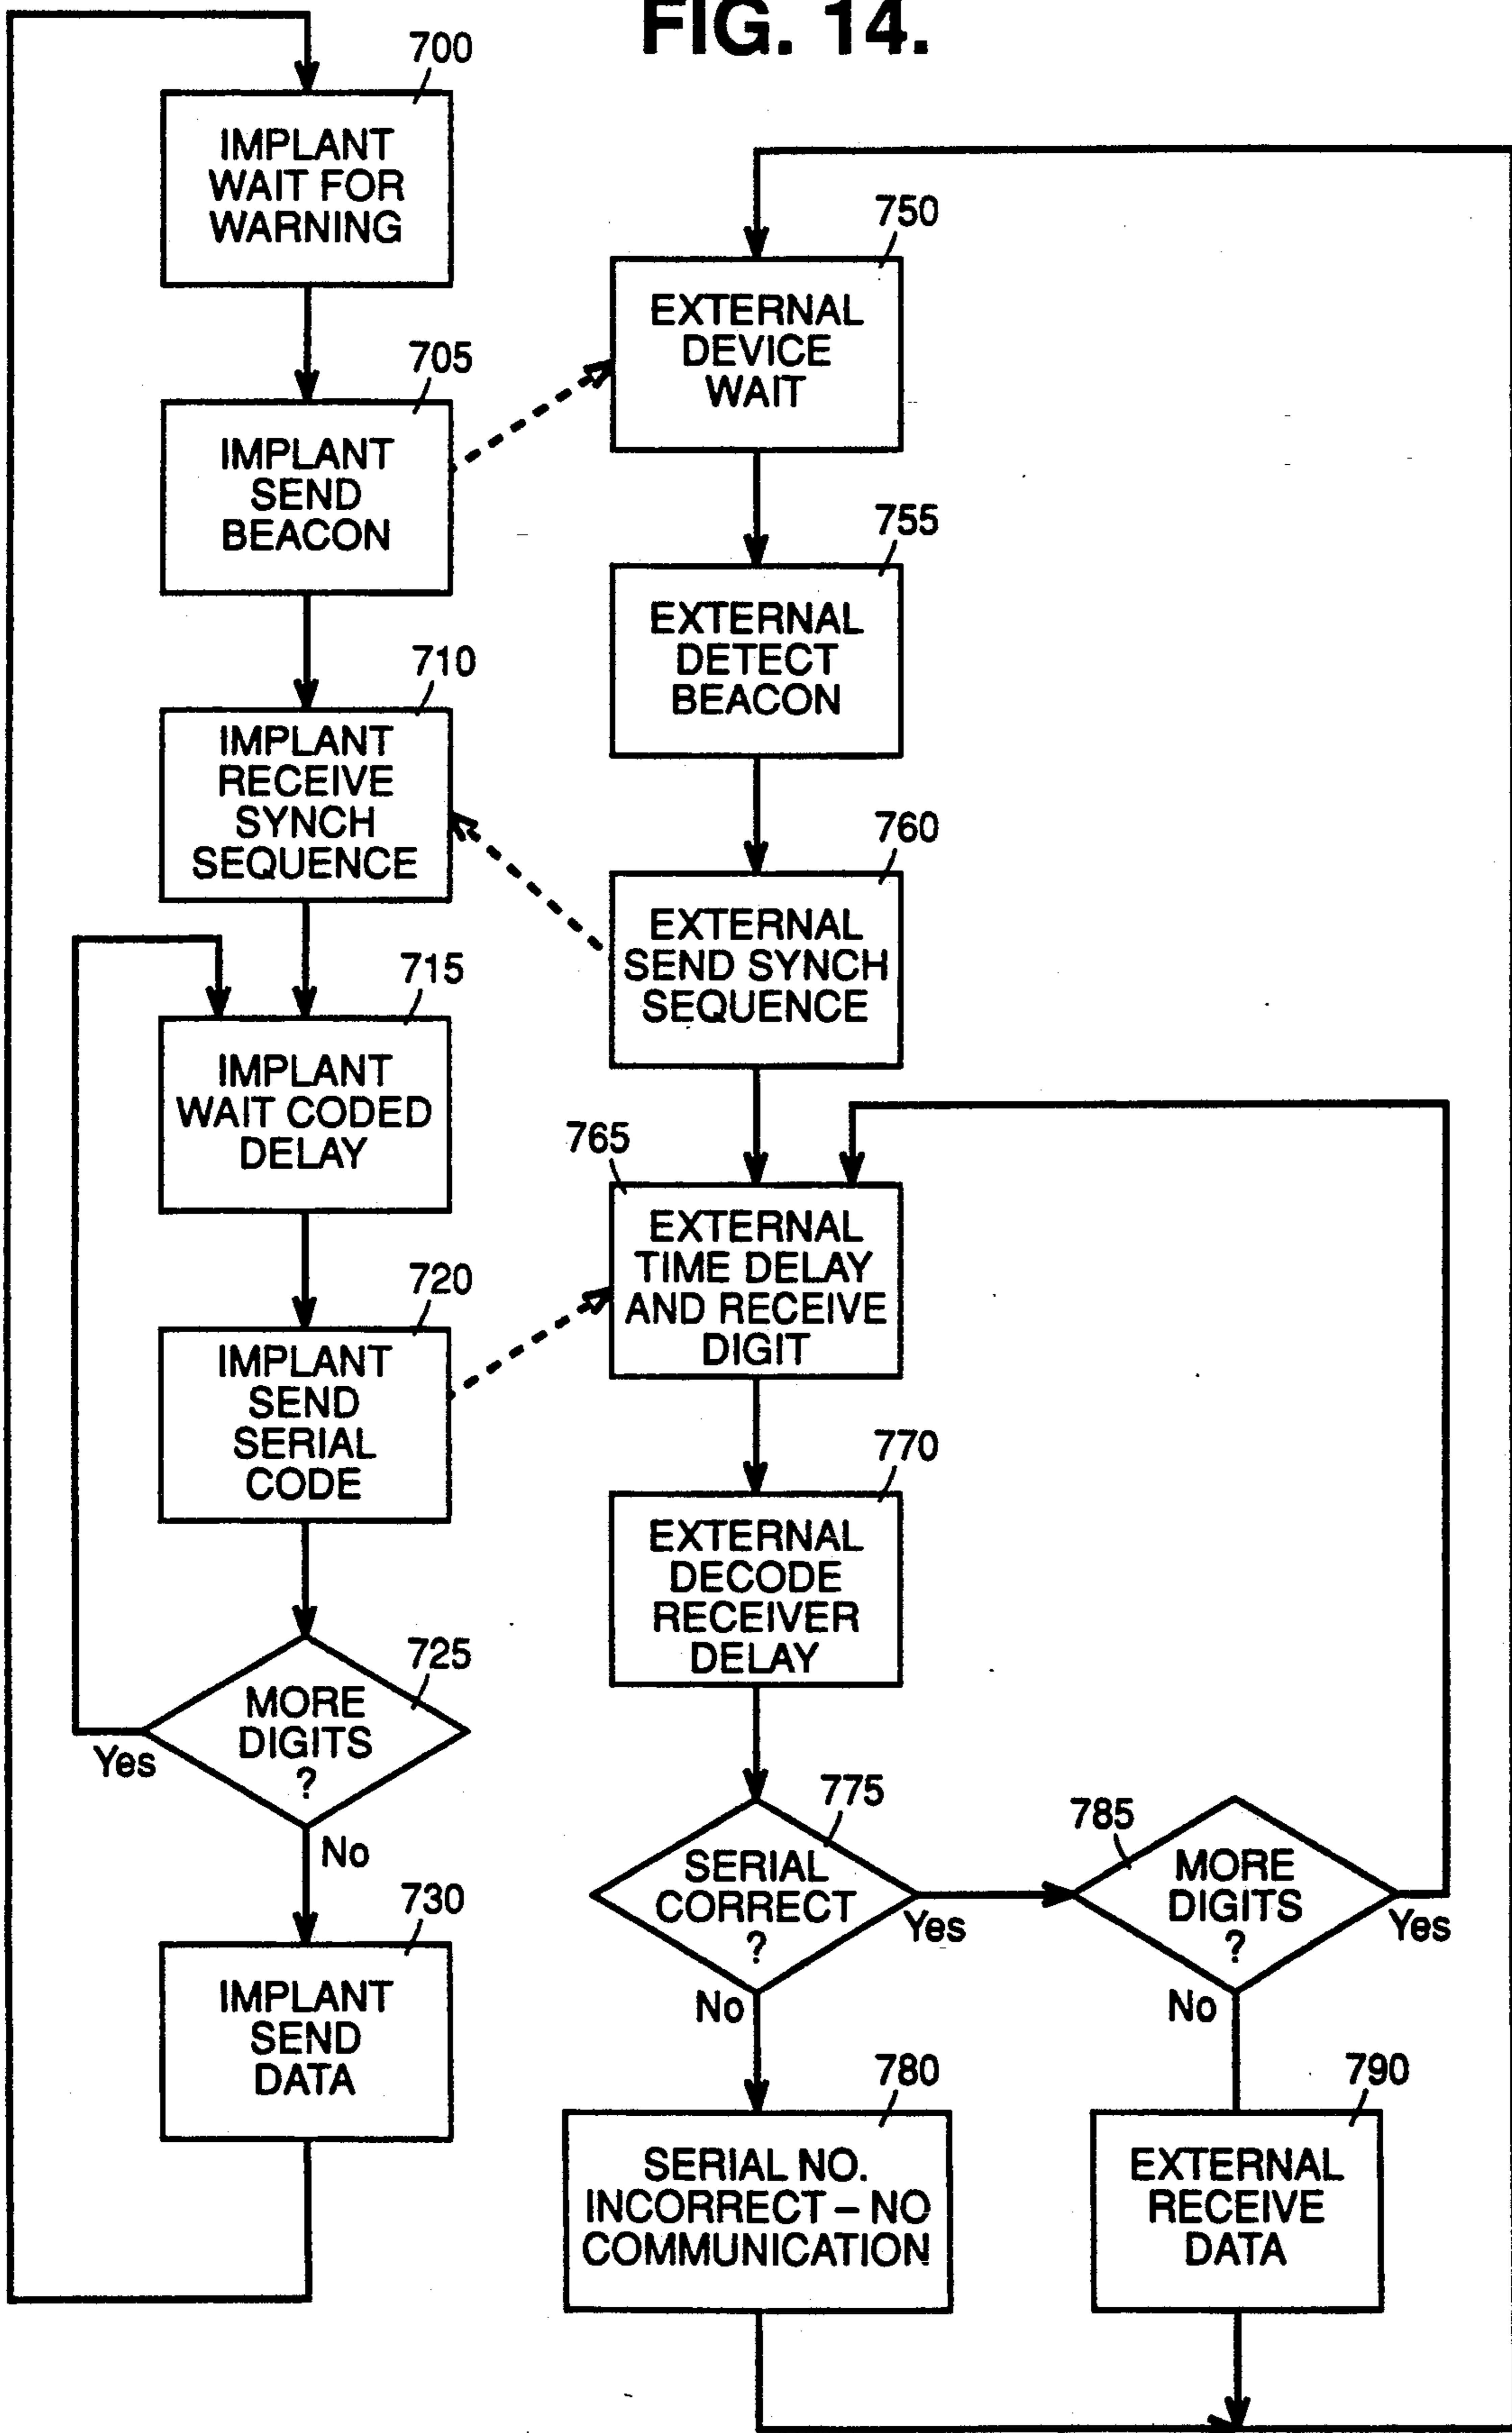 FIG. 14.
700
IMPLANT
WAIT FOR
WARNING
705
IMPLANT
SEND
BEACON
710
IMPLANT
RECEIVE
SYNCH
SEQUENCE
715
IMPLANT
WAIT CODED
DELAY
720
IMPLANT
SEND
SERIAL
CODE
725
MORE
DIGITS
?
Yes
No
730
IMPLANT
SEND
DATA
750
EXTERNAL
DEVICE
WAIT
755
EXTERNAL
DETECT
BEACON
760
EXTERNAL
SEND SYNCH
SEQUENCE
765
EXTERNAL
TIME DELAY
AND RECEIVE
DIGIT
770
EXTERNAL
DECODE
RECEIVER
DELAY
775
SERIAL
CORRECT
?
Yes
No
780
SERIAL NO.
INCORRECT – NO
COMMUNICATION
785
MORE
DIGITS
?
Yes
No
790
EXTERNAL
RECEIVE
DATA